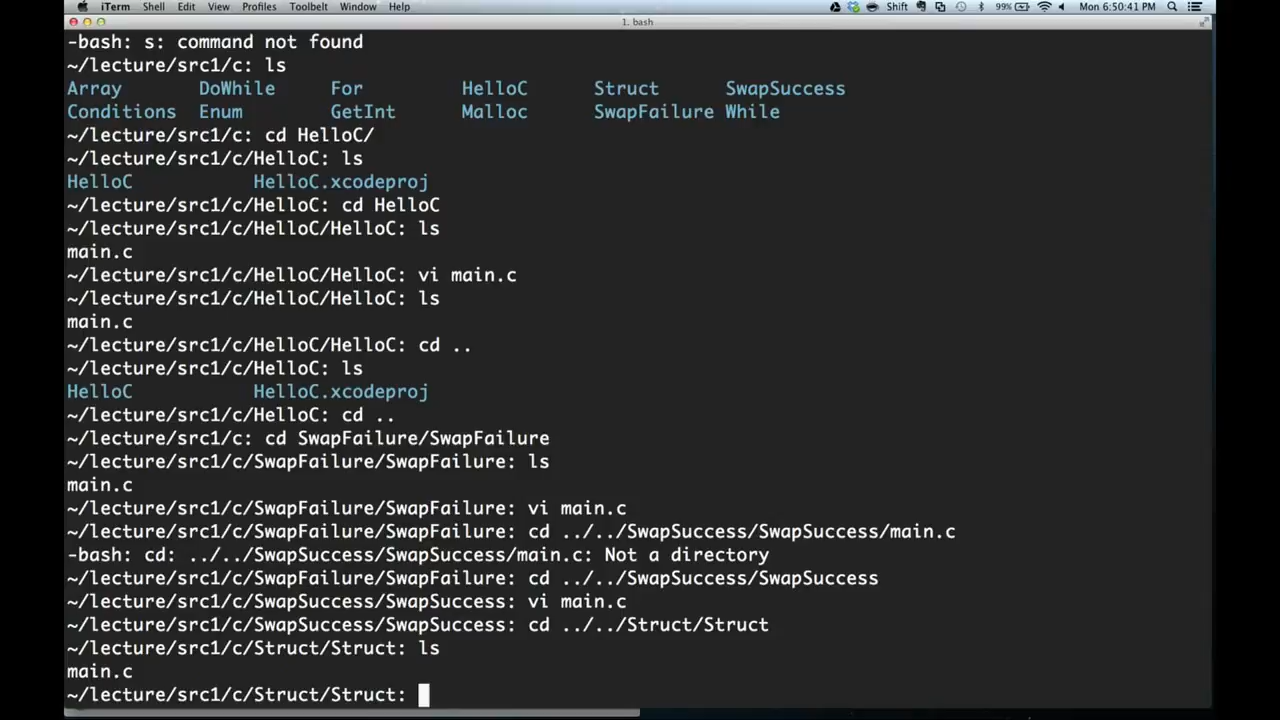 iTerm Shell Edit View Profiles Toolbelt Window Help Shift 99% Mon 6:50:41 PM
1. bash
-bash: s: command not found
~/lecture/src1/c: ls
Array DoWhile For HelloC Struct SwapSuccess
Conditions Enum GetInt Malloc SwapFailure While
~/lecture/src1/c: cd HelloC/
~/lecture/src1/c/HelloC: ls
HelloC HelloC.xcodeproj
~/lecture/src1/c/HelloC: cd HelloC
~/lecture/src1/c/HelloC/HelloC: ls
main.c
~/lecture/src1/c/HelloC/HelloC: vi main.c
~/lecture/src1/c/HelloC/HelloC: ls
main.c
~/lecture/src1/c/HelloC/HelloC: cd ..
~/lecture/src1/c/HelloC: ls
HelloC HelloC.xcodeproj
~/lecture/src1/c/HelloC: cd ..
~/lecture/src1/c: cd SwapFailure/SwapFailure
~/lecture/src1/c/SwapFailure/SwapFailure: ls
main.c
~/lecture/src1/c/SwapFailure/SwapFailure: vi main.c
~/lecture/src1/c/SwapFailure/SwapFailure: cd ../../SwapSuccess/SwapSuccess/main.c
-bash: cd: ../../SwapSuccess/SwapSuccess/main.c: Not a directory
~/lecture/src1/c/SwapFailure/SwapFailure: cd ../../SwapSuccess/SwapSuccess
~/lecture/src1/c/SwapSuccess/SwapSuccess: vi main.c
~/lecture/src1/c/SwapSuccess/SwapSuccess: cd ../../Struct/Struct
~/lecture/src1/c/Struct/Struct: ls
main.c
~/lecture/src1/c/Struct/Struct: